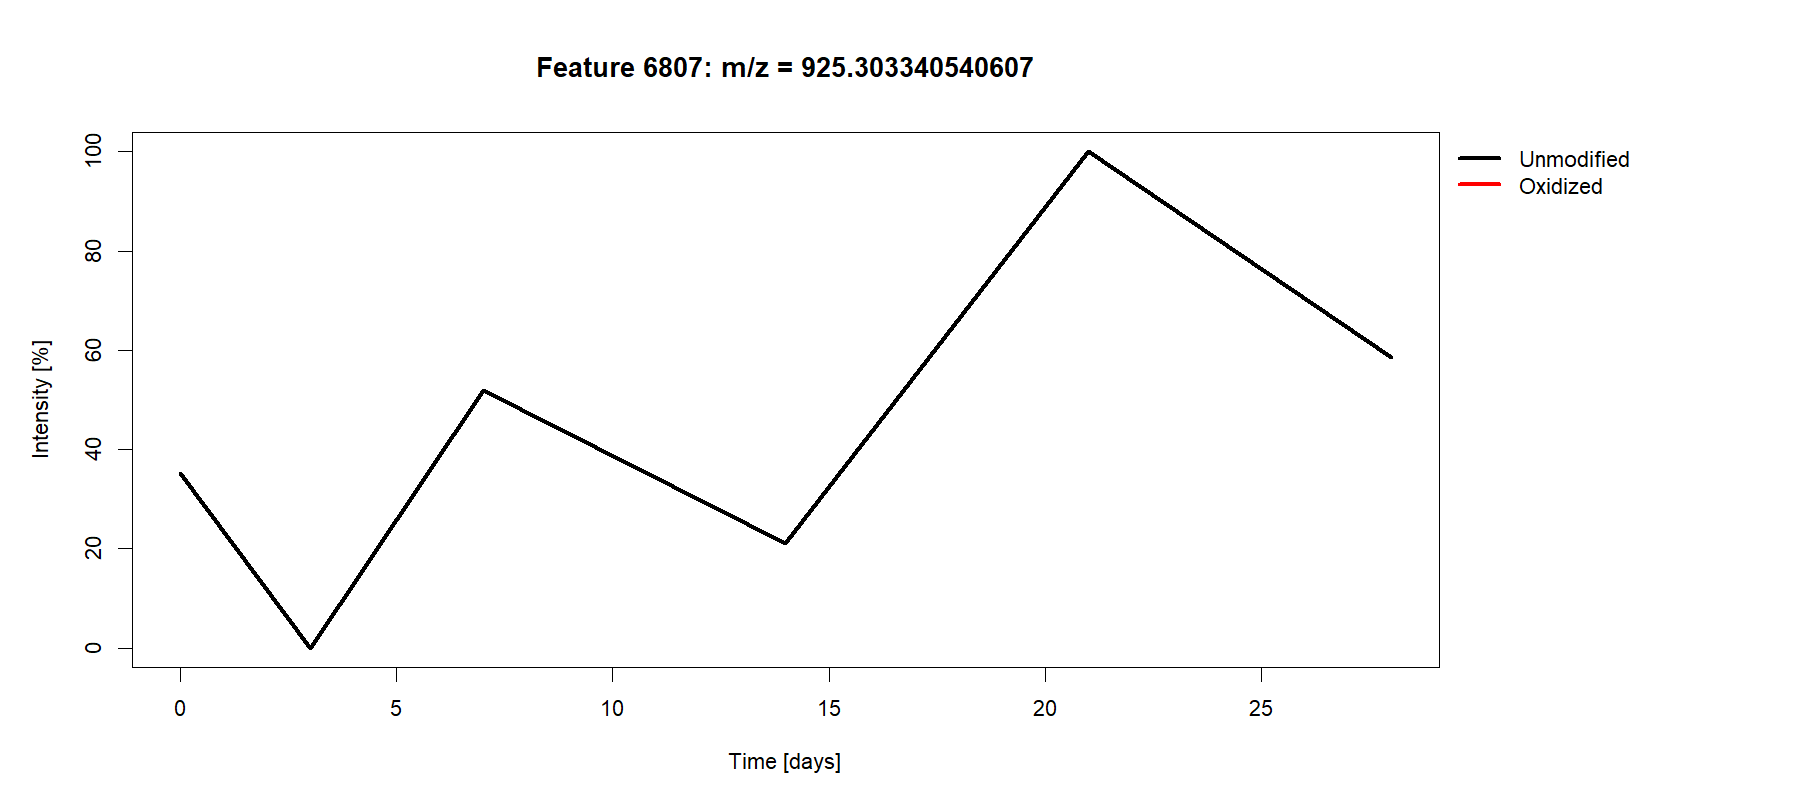 Feature 6807: m/z = 925.303340540607
Unmodified
Oxidized
Intensity [%]
100
80
60
40
20
0
0 5 10 15 20 25
Time [days]